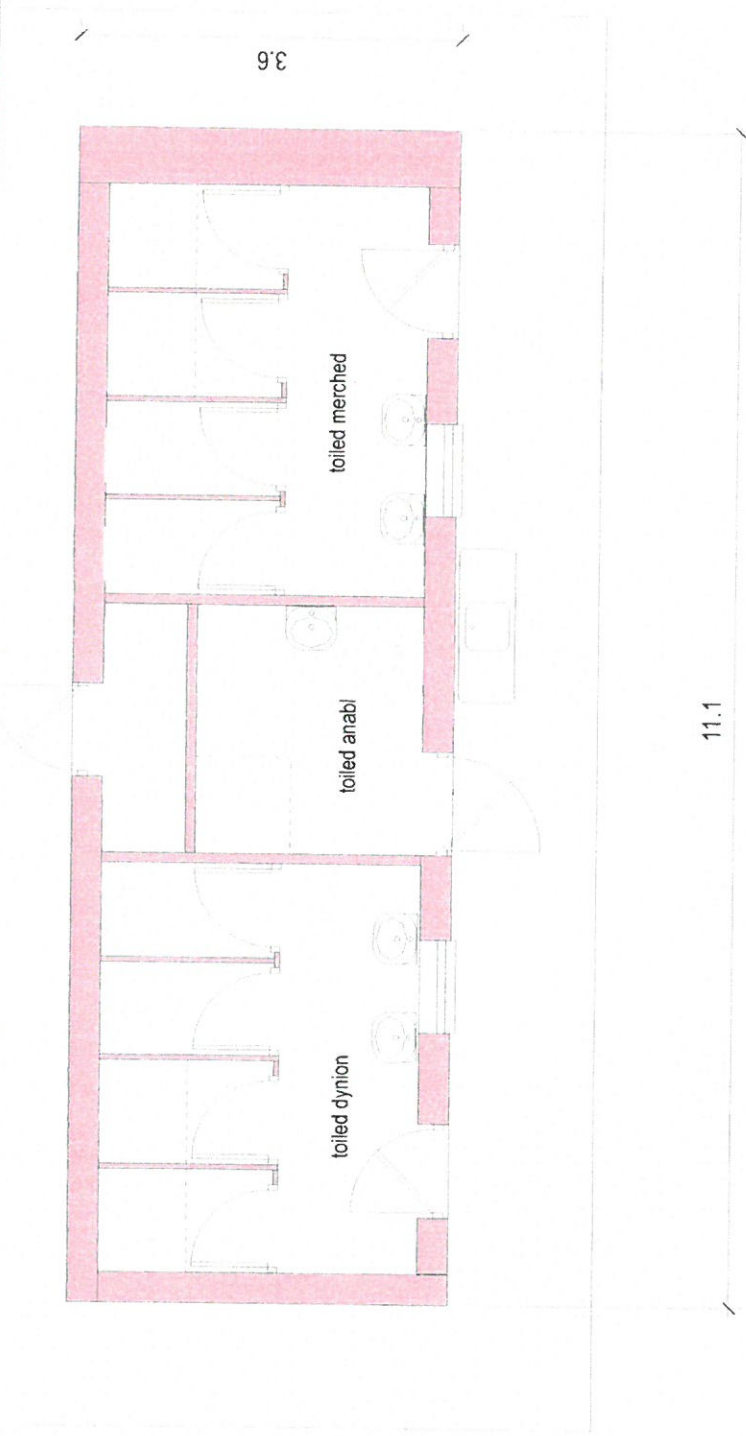 3.6
toiled merched
toiled anabl
toiled dynion
11.1